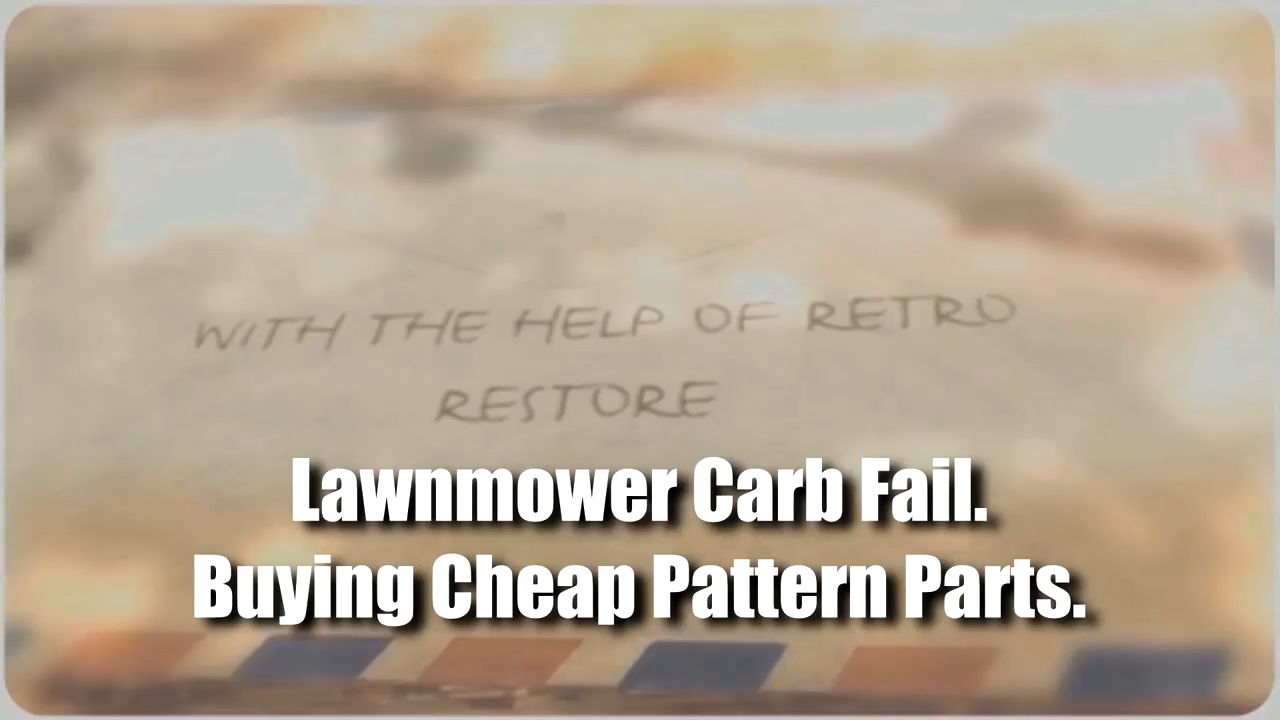 WITH THE HELP OF RETRO
RESTORE
Lawnmower Carb Fail.
Buying Cheap Pattern Parts.